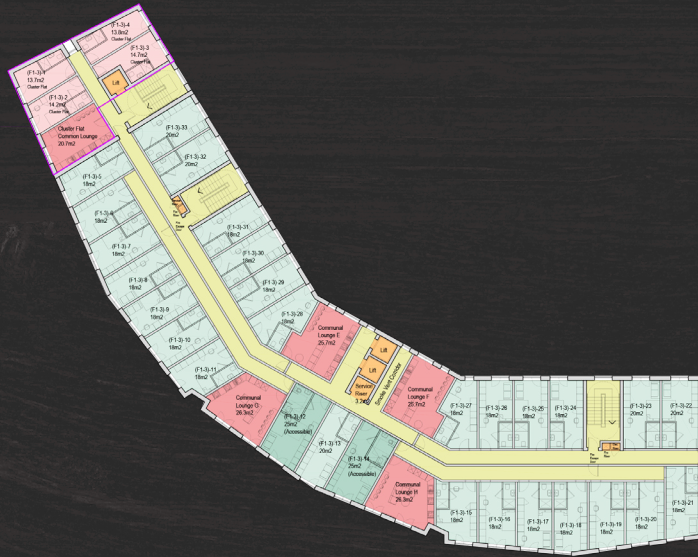 (F1-3)-4
13.8m2
Cluster Flat
(F1-3)-3
14.7m2
Cluster Flat
(F1-3)-1
13.7m2
Cluster Flat
(F1-3)-2
14.2m2
Cluster Flat
Lift
Cluster Flat
Common Lounge
20.7m2
(F1-3)-33
20m2
(F1-3)-32
20m2
(F1-3)-5
18m2
(F1-3)-6
18m2
(F1-3)-7
18m2
(F1-3)-8
18m2
(F1-3)-9
18m2
(F1-3)-10
18m2
(F1-3)-11
18m2
(F1-3)-31
18m2
(F1-3)-30
18m2
(F1-3)-29
18m2
(F1-3)-28
18m2
Communal
Lounge E
25.7m2
Lift
Lift
Service
Riser
3.2
Smoke Vent Corridor
Communal
Lounge F
25.7m2
Communal
Lounge G
26.3m2
(F1-3)-12
25m2
(Accessible)
(F1-3)-13
20m2
(F1-3)-14
25m2
(Accessible)
Communal
Lounge H
26.3m2
(F1-3)-27
18m2
(F1-3)-26
18m2
(F1-3)-25
18m2
(F1-3)-24
18m2
(F1-3)-23
20m2
(F1-3)-22
20m2
(F1-3)-15
18m2
(F1-3)-16
18m2
(F1-3)-17
18m2
(F1-3)-18
18m2
(F1-3)-19
18m2
(F1-3)-20
18m2
(F1-3)-21
18m2